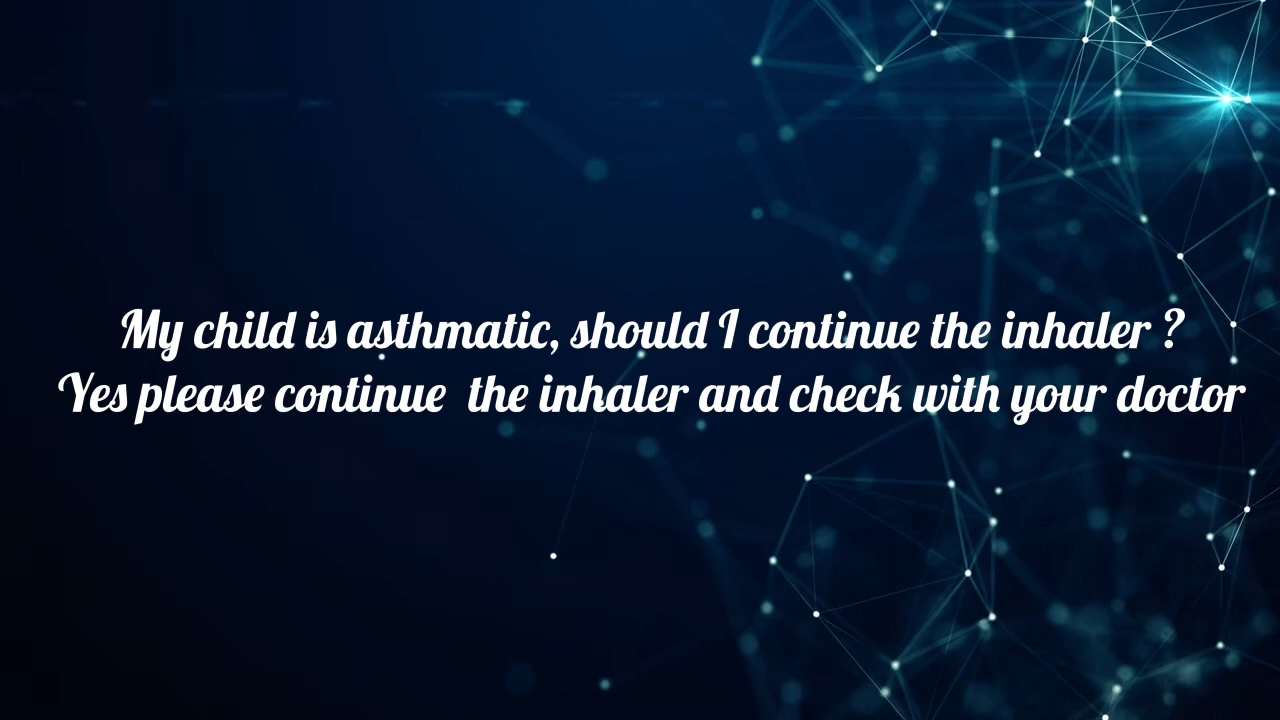 My child is asthmatic, should I continue the inhaler ?
Yes please continue  the inhaler and check with your doctor